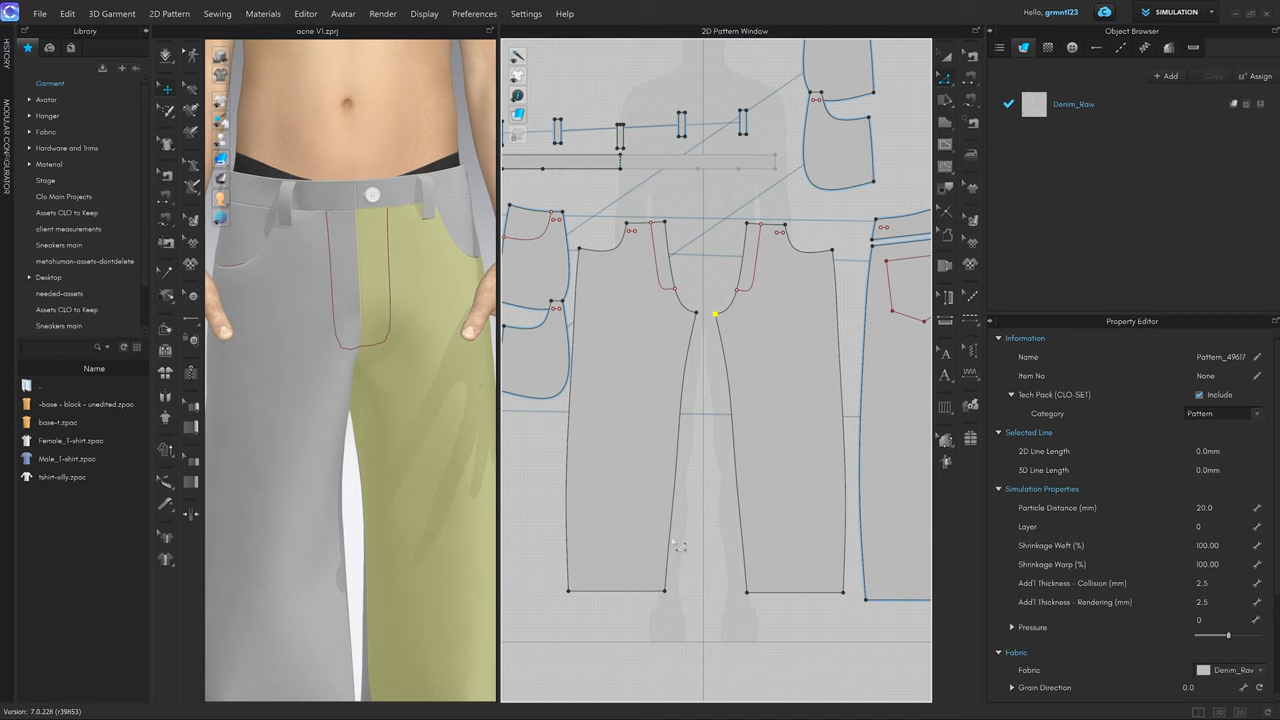 File Edit 3D Garment 2D Pattern Sewing Materials Editor Avatar Render Display Preferences Settings Help
Hello, grmnt123
SIMULATION
Library
acne V1.zprj
2D Pattern Window
Object Browser
HISTORY
MODULAR CONFIGURATOR
Garment
Avatar
Hanger
Fabric
Hardware and Trims
Material
Stage
Clo Main Projects
Assets CLO to Keep
client measurements
Sneakers main
metahuman-assets-dontdelete
Desktop
needed-assets
Assets CLO to Keep
Sneakers main
Name
..
-base - block - unedited.zpac
base-t.zpac
Female_T-shirt.zpac
Male_T-shirt.zpac
tshirt-silly.zpac
+ Add
Copy
Assign
Denim_Raw
Property Editor
Information
Name Pattern_49617
Item No None
Tech Pack (CLO-SET) Include
Category Pattern
Selected Line
2D Line Length 0.0mm
3D Line Length 0.0mm
Simulation Properties
Particle Distance (mm) 20.0
Layer 0
Shrinkage Weft (%) 100.00
Shrinkage Warp (%) 100.00
Add'l Thickness - Collision (mm) 2.5
Add'l Thickness - Rendering (mm) 2.5
Pressure 0
Fabric
Fabric Denim_Raw
Grain Direction 0.0
Version: 7.0.228 (r39853)